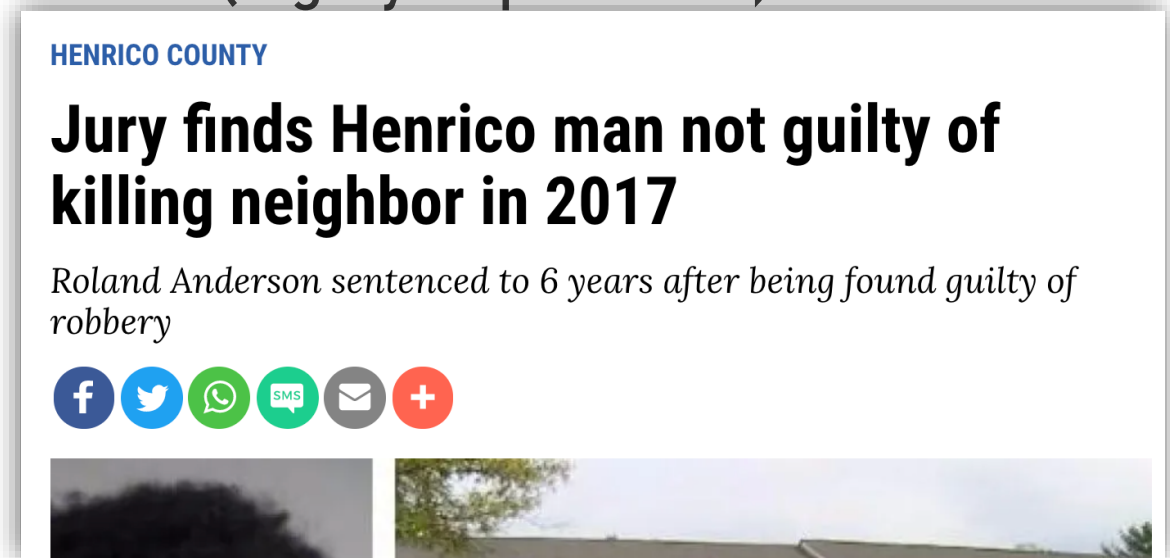 HENRICO COUNTY
Jury finds Henrico man not guilty of
killing neighbor in 2017
Roland Anderson sentenced to 6 years after being found guilty of
robbery
SMS